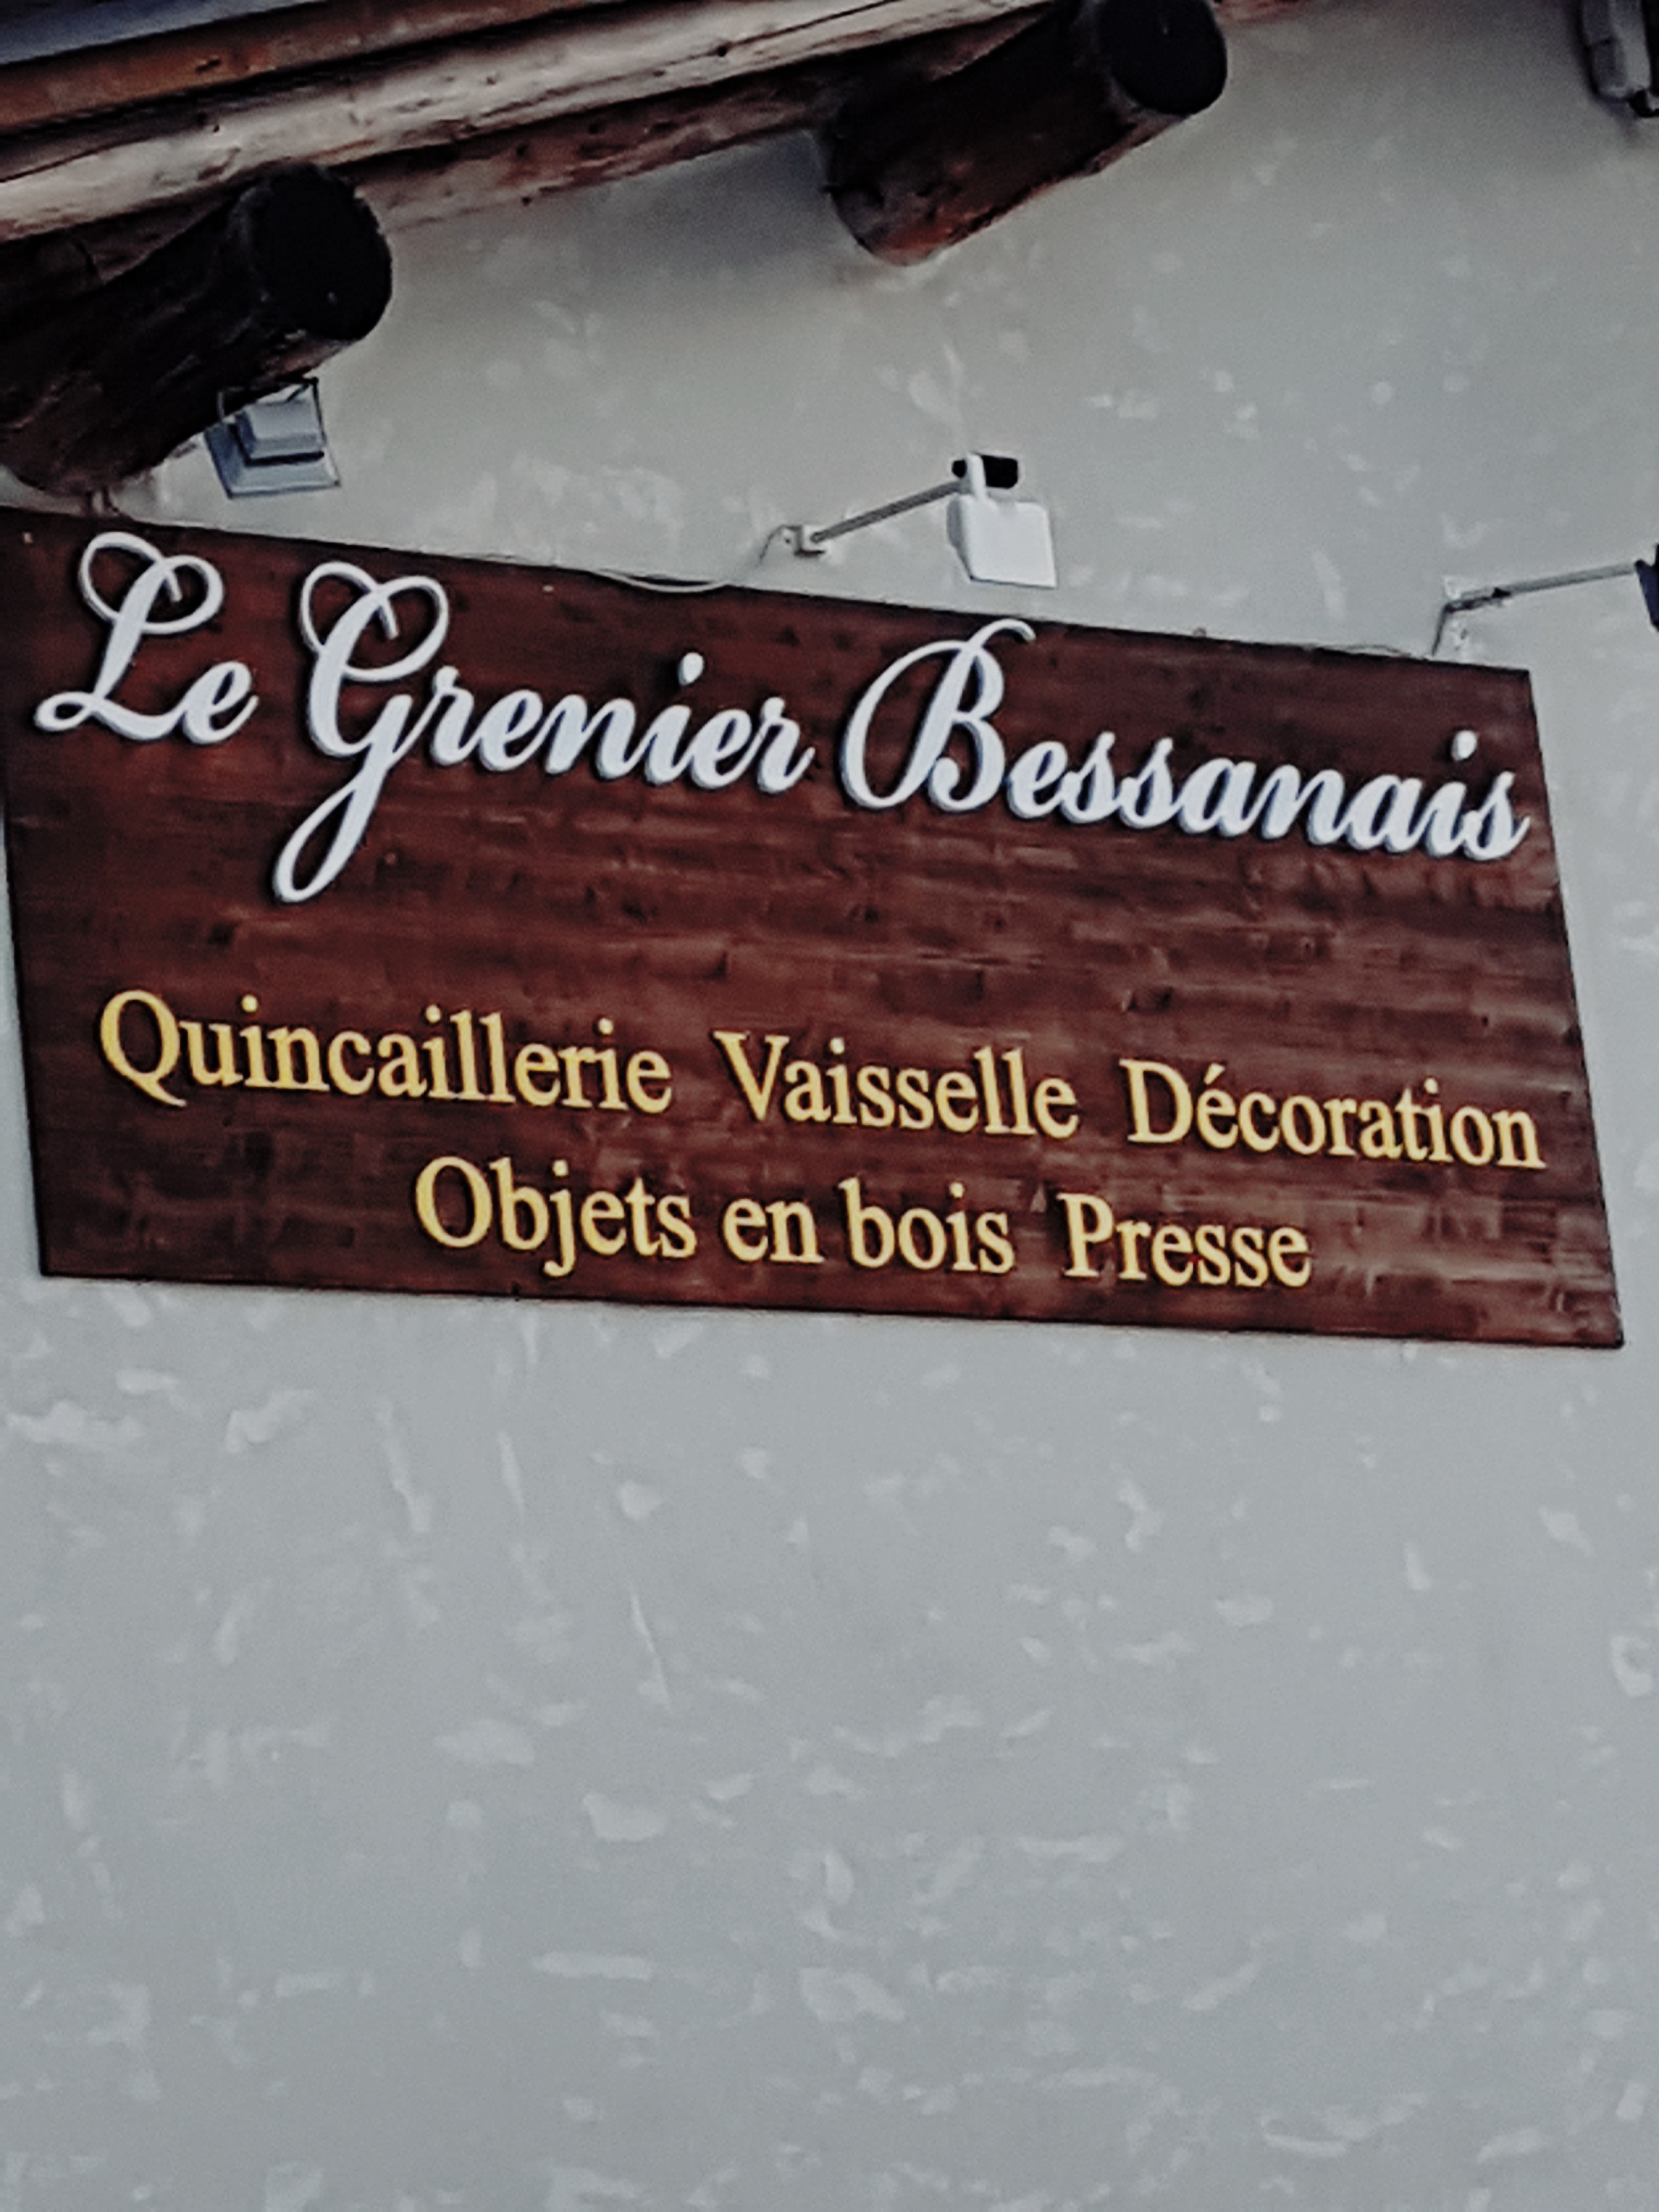 Le Grenier Bessanais
Quincaillerie Vaisselle Décoration
Objets en bois Presse